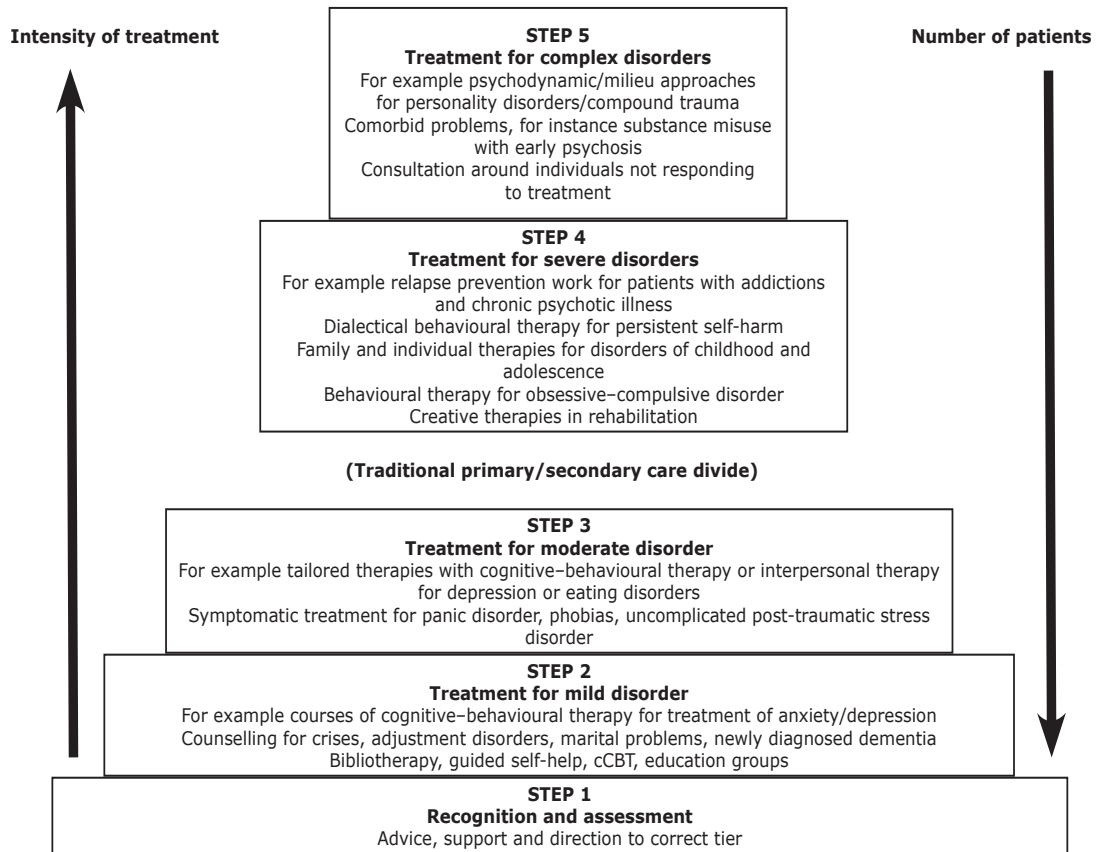 Intensity of treatment
Number of patients
STEP 5
Treatment for complex disorders
For example psychodynamic/milieu approaches
for personality disorders/compound trauma
Comorbid problems, for instance substance misuse
with early psychosis
Consultation around individuals not responding
to treatment
STEP 4
Treatment for severe disorders
For example relapse prevention work for patients with addictions
and chronic psychotic illness
Dialectical behavioural therapy for persistent self-harm
Family and individual therapies for disorders of childhood and
adolescence
Behavioural therapy for obsessive–compulsive disorder
Creative therapies in rehabilitation
(Traditional primary/secondary care divide)
STEP 3
Treatment for moderate disorder
For example tailored therapies with cognitive–behavioural therapy or interpersonal therapy
for depression or eating disorders
Symptomatic treatment for panic disorder, phobias, uncomplicated post-traumatic stress
disorder
STEP 2
Treatment for mild disorder
For example courses of cognitive–behavioural therapy for treatment of anxiety/depression
Counselling for crises, adjustment disorders, marital problems, newly diagnosed dementia
Bibliotherapy, guided self-help, cCBT, education groups
STEP 1
Recognition and assessment
Advice, support and direction to correct tier